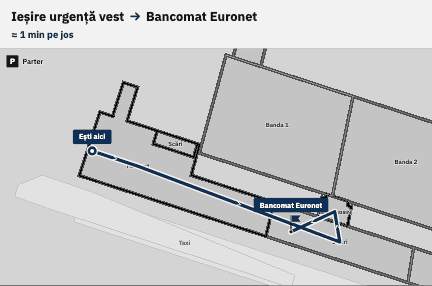 Ieșire urgență vest → Bancomat Euronet
≈ 1 min pe jos
P Parter
Banda 1
Ești aici
Scări
Banda 2
Bancomat Euronet
Taxi